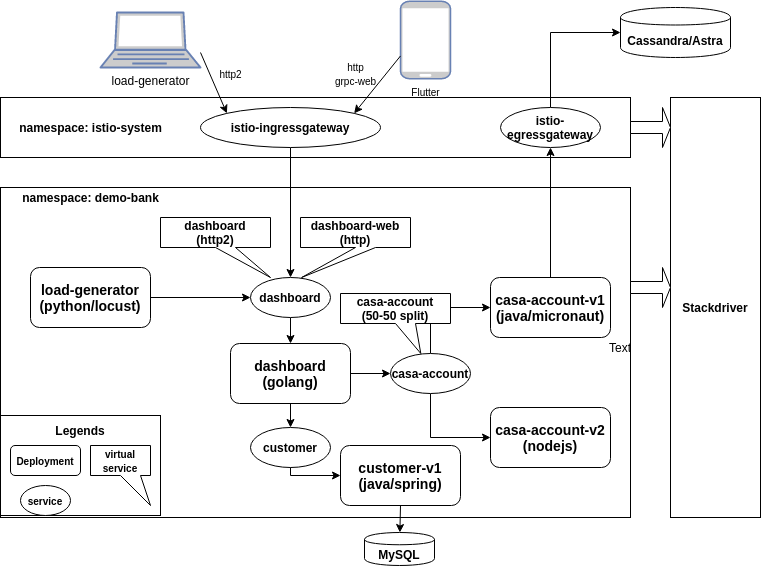 load-generator
http2
http
grpc-web
Flutter
Cassandra/Astra
namespace: istio-system
istio-ingressgateway
istio-
egressgateway
namespace: demo-bank
dashboard
(http2)
dashboard-web
(http)
load-generator
(python/locust)
dashboard
casa-account
(50-50 split)
casa-account-v1
(java/micronaut)
Stackdriver
Text
dashboard
(golang)
casa-account
casa-account-v2
(nodejs)
customer
customer-v1
(java/spring)
Legends
Deployment
virtual
service
service
MySQL